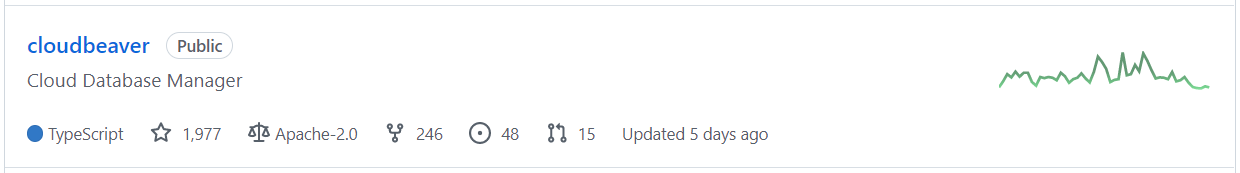 cloudbeaver Public
Cloud Database Manager
TypeScript 1,977 Apache-2.0 246 48 15 Updated 5 days ago